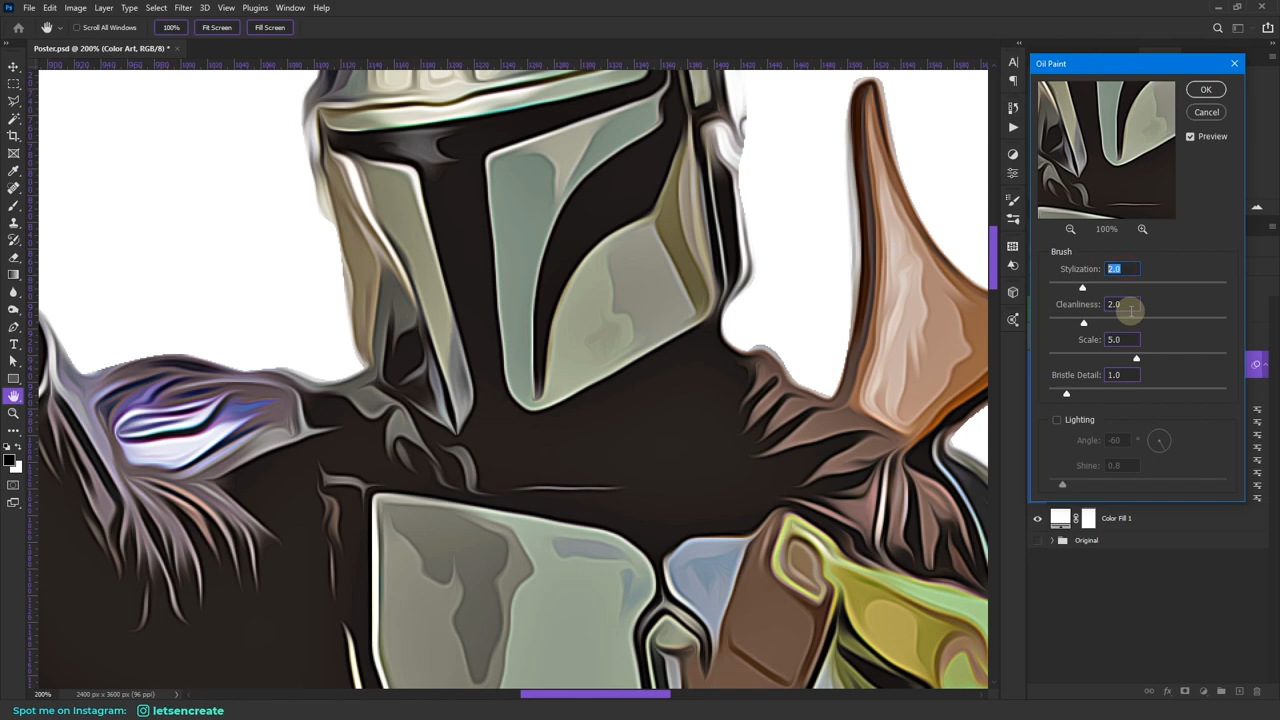 Ps File Edit Image Layer Type Select Filter 3D View Plugins Window Help
Scroll All Windows 100% Fit Screen Fill Screen
Poster.psd @ 200% (Color Art, RGB/8) * ×
Oil Paint
OK
Cancel
Preview
100%
Brush
Stylization: 2.0
Cleanliness: 2.0
Scale: 5.0
Bristle Detail: 1.0
Lighting
Angle: -60 °
Shine: 0.8
Color Fill 1
Original
200% 2400 px x 3600 px (96 ppi)
Spot me on Instagram: letsencreate